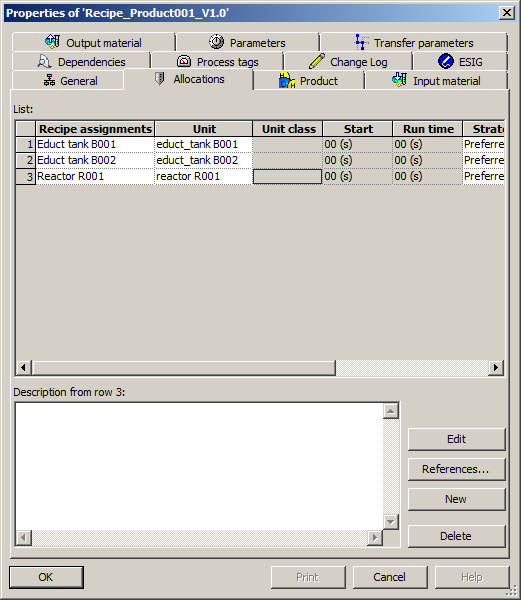 Properties of 'Recipe_Product001_V1.0'
Output material Parameters Transfer parameters
Dependencies Process tags Change Log ESIG
General Allocations Product Input material
List:
Recipe assignments Unit Unit class Start Run time Strate
1 Educt tank B001 educt_tank B001 00 (s) 00 (s) Preferre
2 Educt tank B002 educt_tank B002 00 (s) 00 (s) Preferre
3 Reactor R001 reactor R001 00 (s) 00 (s) Preferre
Description from row 3:
Edit
References...
New
Delete
OK Print Cancel Help